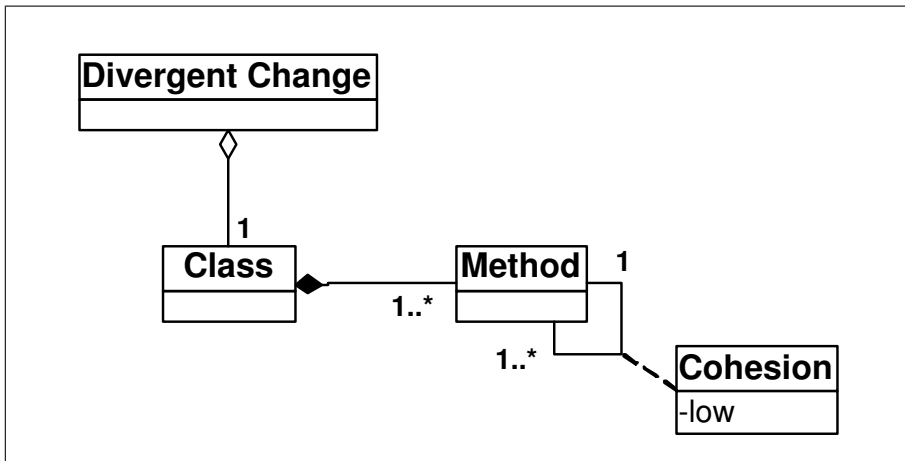 Divergent Change
1
Class
Method
1
1..*
1..*
Cohesion
-low